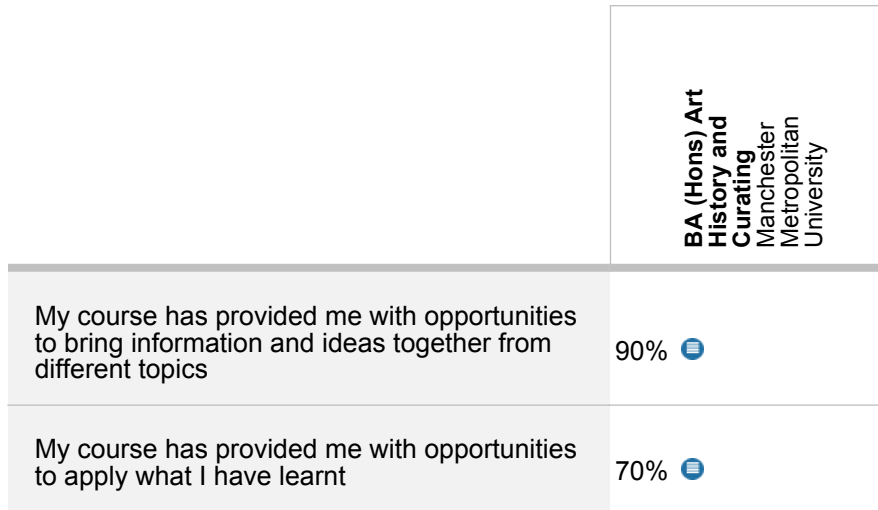 BA (Hons) Art
History and
Curating
Manchester
Metropolitan
University
My course has provided me with opportunities
to bring information and ideas together from
different topics
90%
My course has provided me with opportunities
to apply what I have learnt
70%